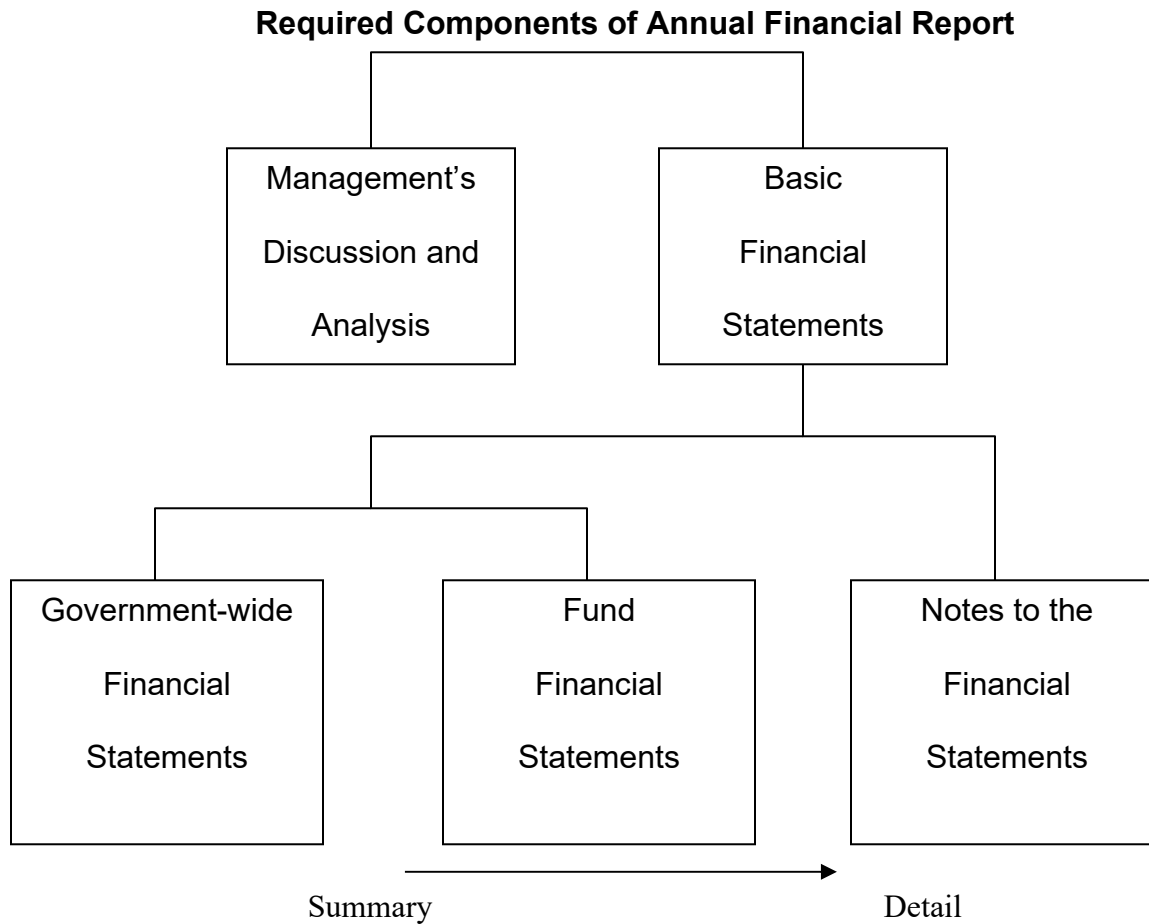 Required Components of Annual Financial Report
Management’s
Discussion and
Analysis
Basic
Financial
Statements
Government-wide
Financial
Statements
Fund
Financial
Statements
Notes to the
Financial
Statements
Summary
Detail